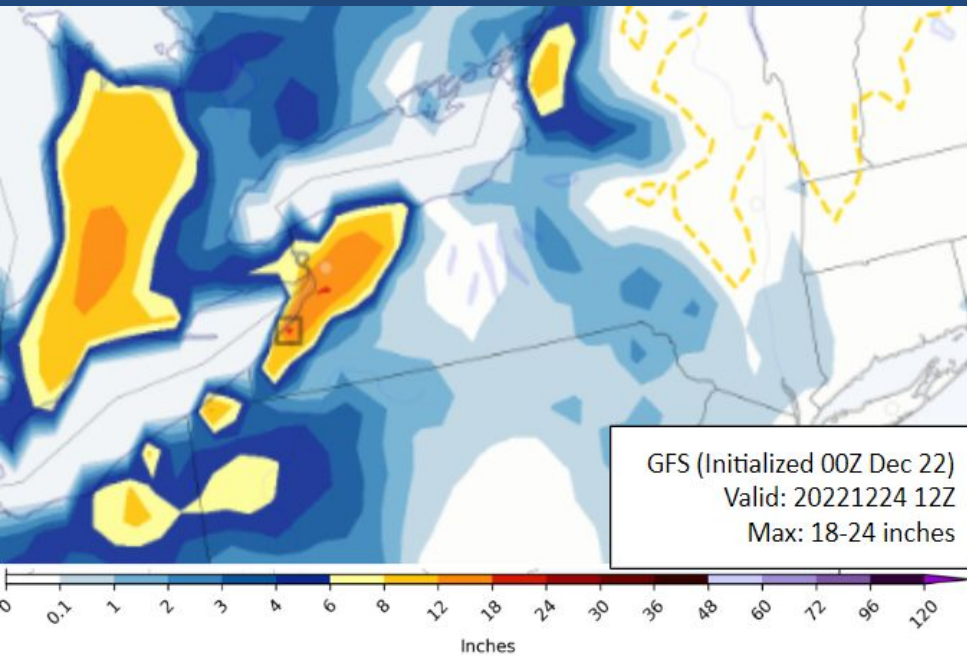 GFS (Initialized 00Z Dec 22)
Valid: 20221224 12Z
Max: 18-24 inches
0 0.1 1 2 3 4 6 8 12 18 24 30 36 48 60 72 96 120
Inches